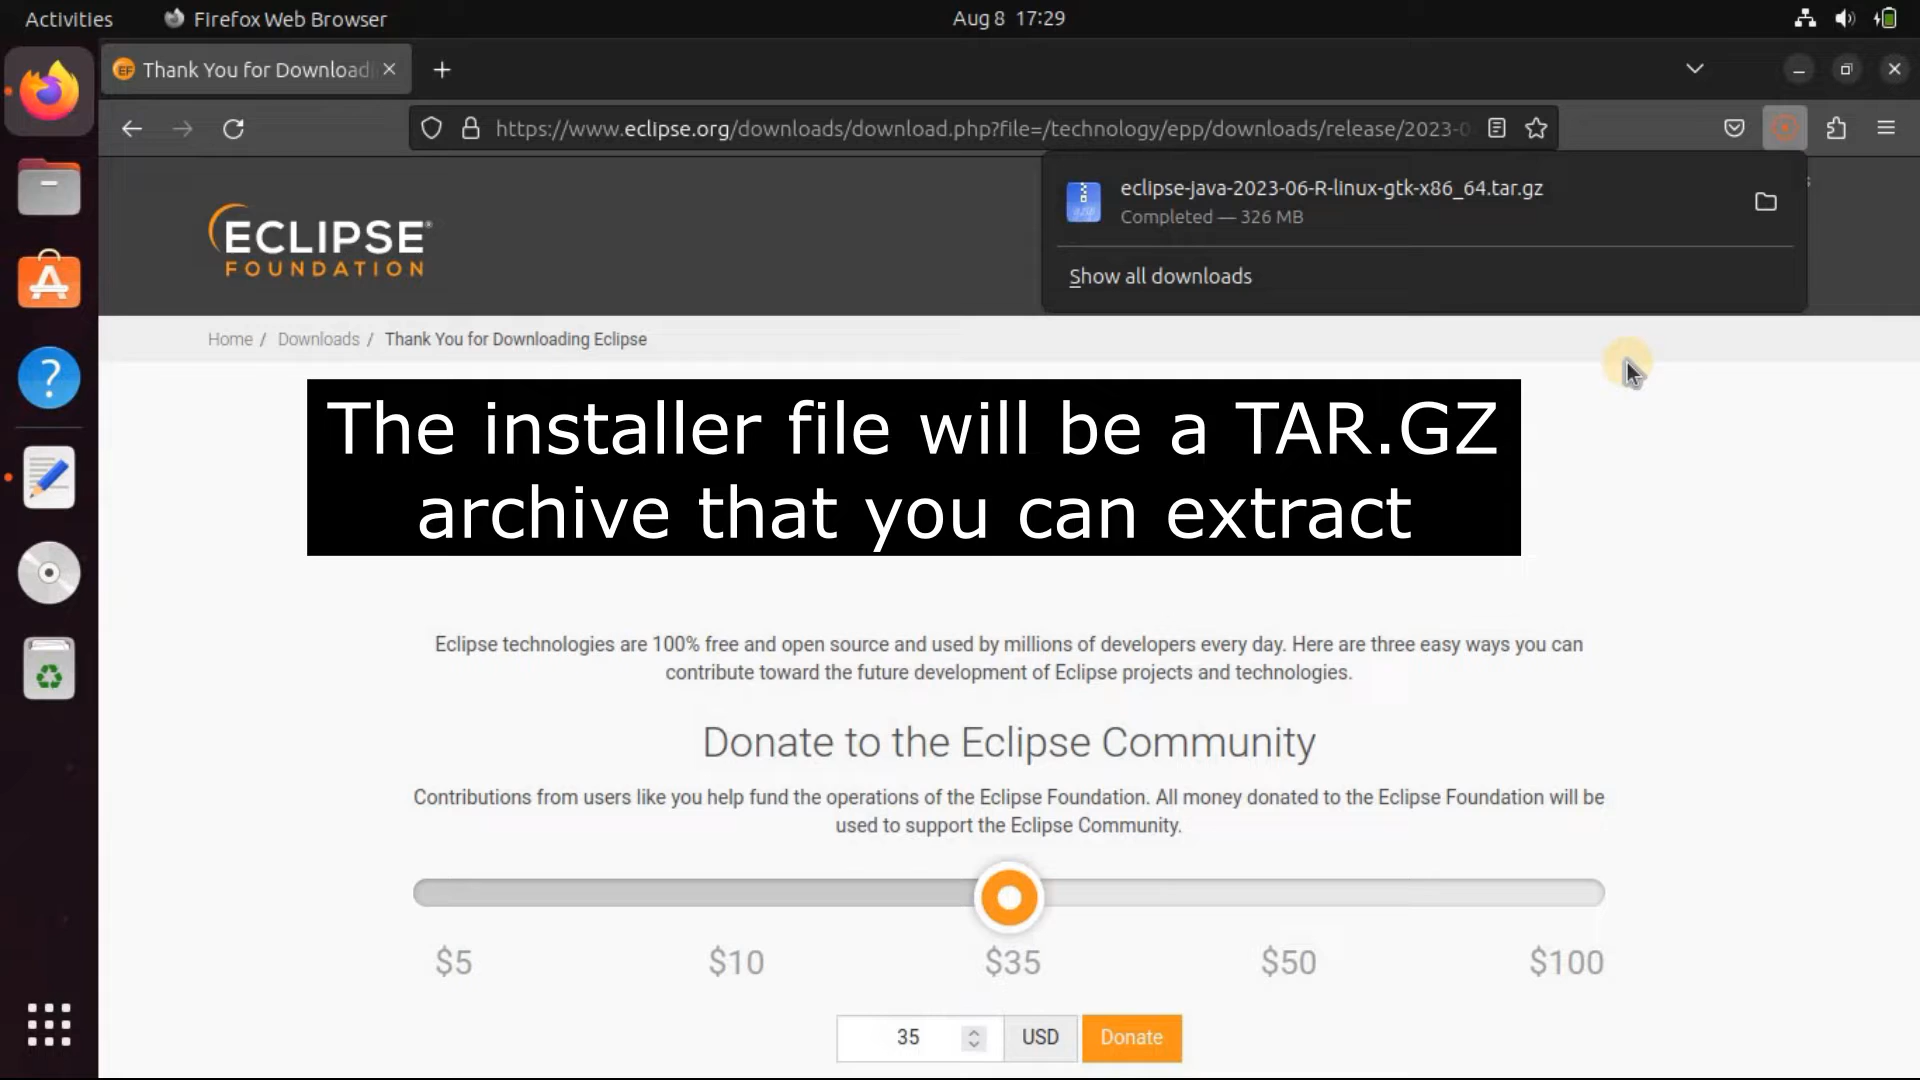 Activities
Firefox Web Browser
Aug 8 17:29
EF Thank You for Download
https://www.eclipse.org/downloads/download.php?file=/technology/epp/downloads/release/2023-0
eclipse-java-2023-06-R-linux-gtk-x86_64.tar.gz
Completed — 326 MB
Show all downloads
ECLIPSE®
FOUNDATION
Home / Downloads / Thank You for Downloading Eclipse
The installer file will be a TAR.GZ
archive that you can extract
Eclipse technologies are 100% free and open source and used by millions of developers every day. Here are three easy ways you can
contribute toward the future development of Eclipse projects and technologies.
Donate to the Eclipse Community
Contributions from users like you help fund the operations of the Eclipse Foundation. All money donated to the Eclipse Foundation will be
used to support the Eclipse Community.
$5 $10 $35 $50 $100
35 USD Donate